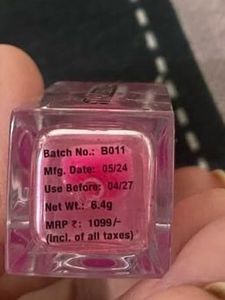 Batch No.: B011
Mfg. Date: 05/24
Use Before: 04/27
Net Wt.: 6.4g
MRP ₹: 1099/-
(incl. of all taxes)